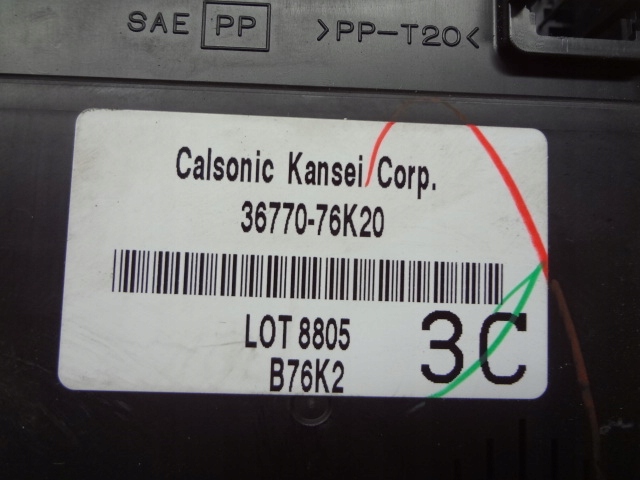 SAE PP >PP-T20<
Calsonic Kansei Corp.
36770-76K20
LOT 8805
B76K2
3C